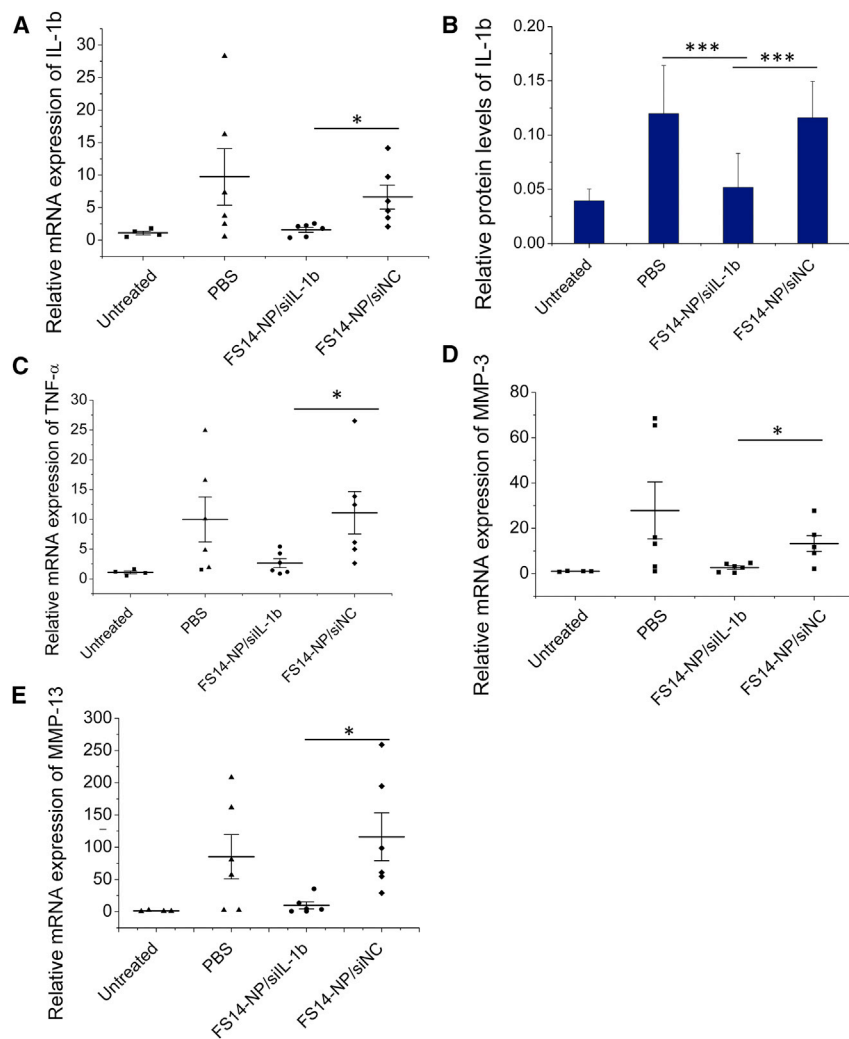 A
Relative mRNA expression of IL-1b
30
25
20
15
10
5
0
*
Untreated
PBS
FS14-NP/siIL-1b
FS14-NP/siNC
B
Relative protein levels of IL-1b
0.20
0.15
0.10
0.05
0.00
***
***
Untreated
PBS
FS14-NP/siIL-1b
FS14-NP/siNC
C
Relative mRNA expression of TNF-α
30
25
20
15
10
5
0
*
Untreated
PBS
FS14-NP/siIL-1b
FS14-NP/siNC
D
Relative mRNA expression of MMP-3
80
60
40
20
0
*
Untreated
PBS
FS14-NP/siIL-1b
FS14-NP/siNC
E
Relative mRNA expression of MMP-13
300
250
200
150
100
50
0
*
Untreated
PBS
FS14-NP/siIL-1b
FS14-NP/siNC